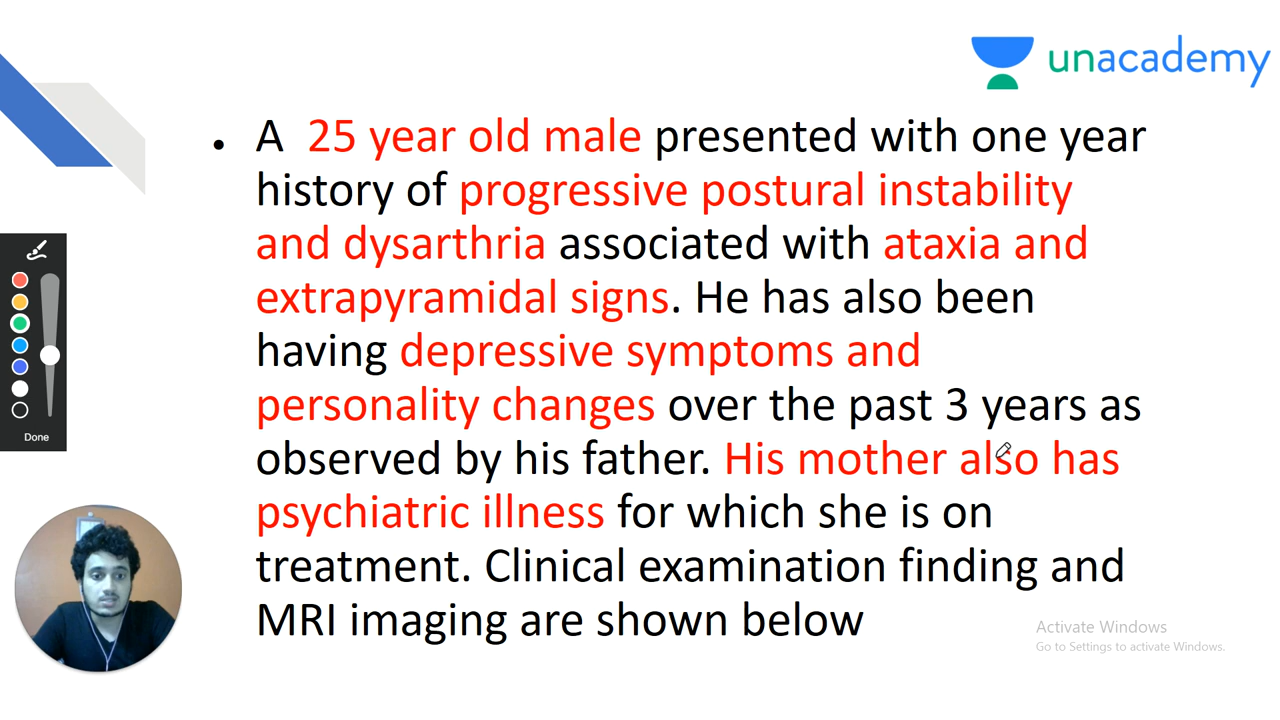 unacademy
• A 25 year old male presented with one year
history of progressive postural instability
and dysarthria associated with ataxia and
extrapyramidal signs. He has also been
having depressive symptoms and
personality changes over the past 3 years as
observed by his father. His mother also has
psychiatric illness for which she is on
treatment. Clinical examination finding and
MRI imaging are shown below
Done
Activate Windows
Go to Settings to activate Windows.